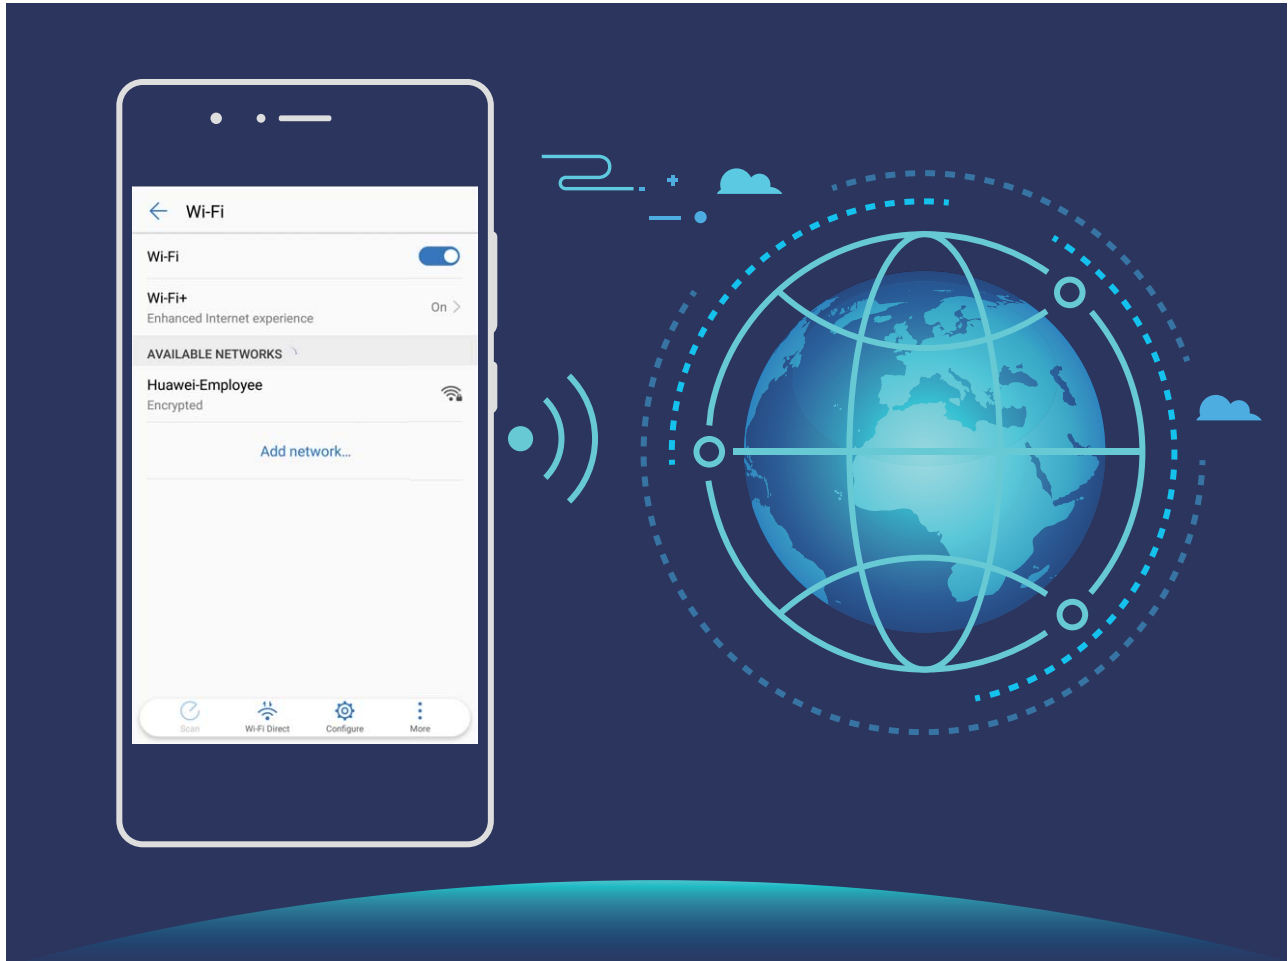 Wi-Fi
Wi-Fi
Wi-Fi+
On
Enhanced Internet experience
AVAILABLE NETWORKS
Huawei-Employee
Encrypted
Add network...
Scan
Wi-Fi Direct
Configure
More